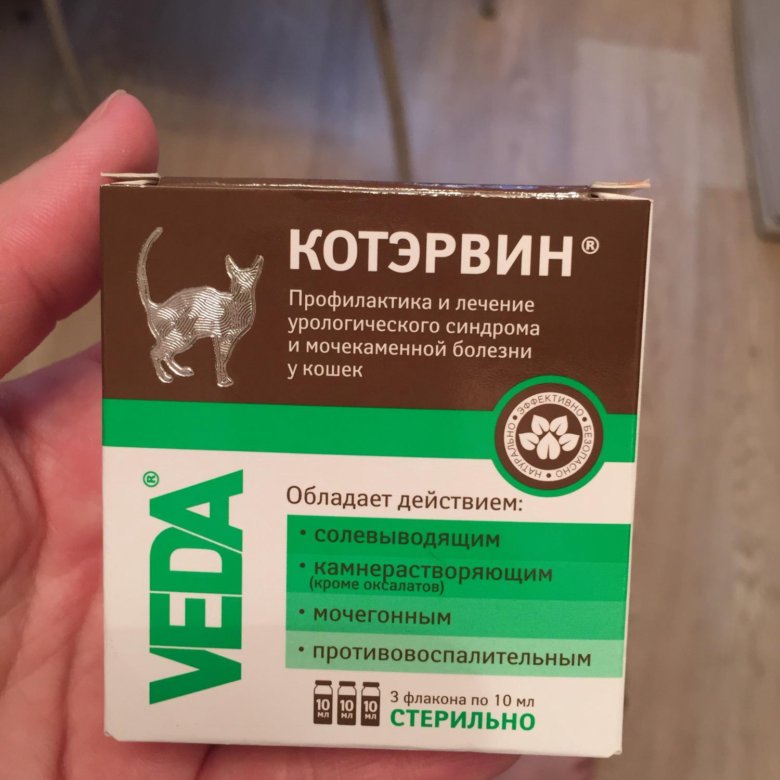 КОТЭРВИН®
Профилактика и лечение
урологического синдрома
и мочекаменной болезни
у кошек
ЭФФЕКТИВНО • БЕЗОПАСНО • НАТУРАЛЬНО •
VEDA®
Обладает действием:
• солевыводящим
• камнерастворяющим
(кроме оксалатов)
• мочегонным
• противовоспалительным
10 мл 10 мл 10 мл
3 флакона по 10 мл
СТЕРИЛЬНО